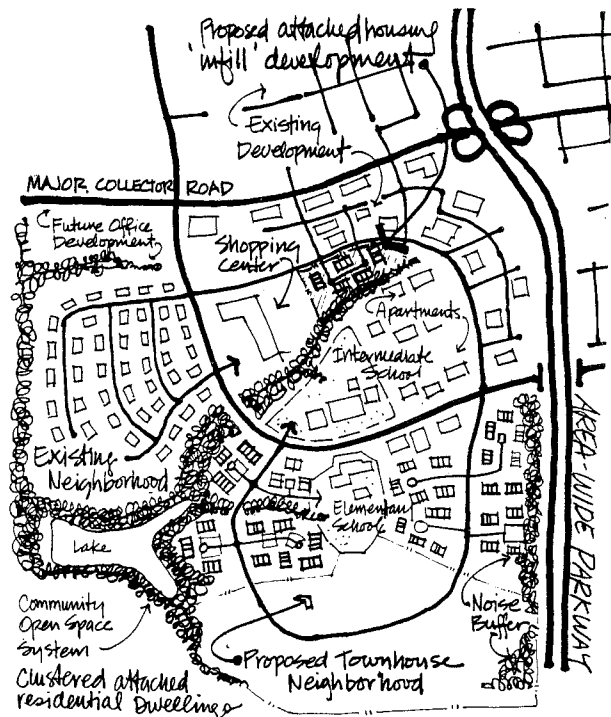 Proposed attached housing
'infill' development
Existing
Development
MAJOR COLLECTOR ROAD
Future Office
Development
Shopping
Center
Apartments
Intermediate
School
Existing
Neighborhood
Elementary
School
Lake
AREA-WIDE PARKWAY
Community
Open Space
System
Noise
Buffer
Clustered attached
residential Dwellings
Proposed Townhouse
Neighborhood